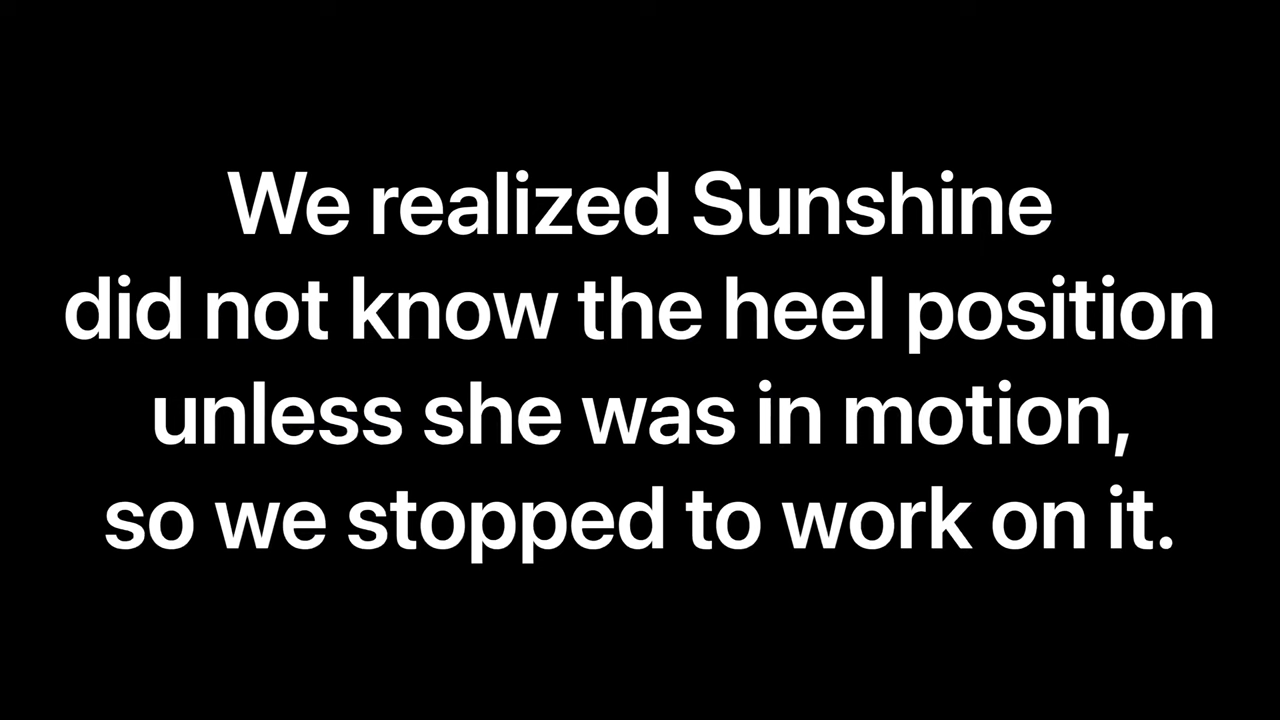 We realized Sunshine
did not know the heel position
unless she was in motion,
so we stopped to work on it.